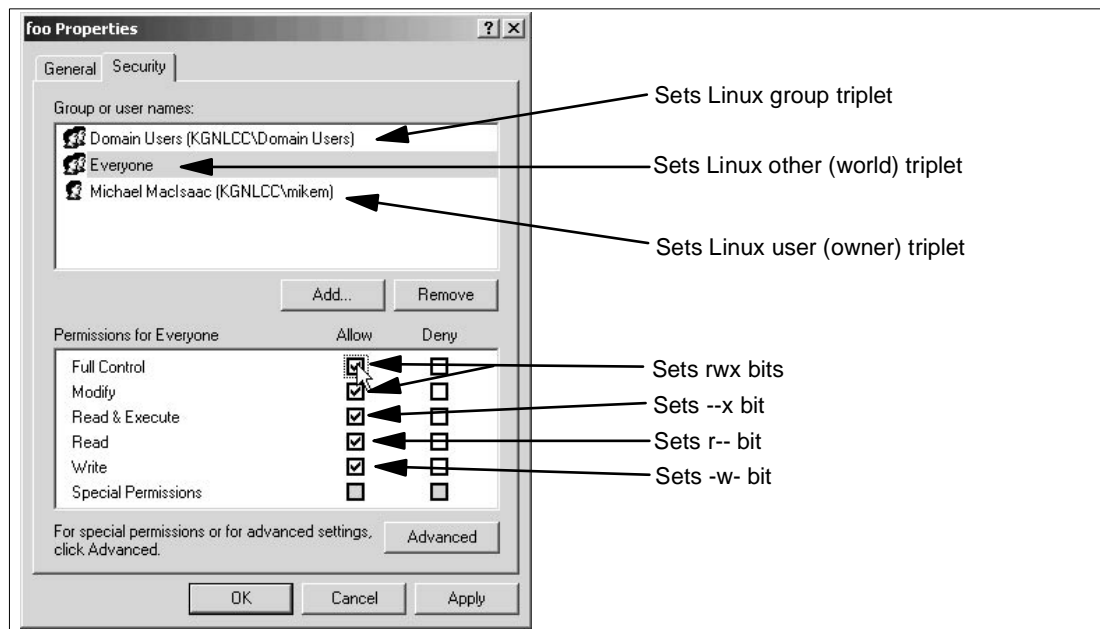 foo Properties ? X
General Security
Group or user names:
Domain Users (KGNLCC\Domain Users)
Everyone
Michael MacIsaac (KGNLCC\mikem)
Sets Linux group triplet
Sets Linux other (world) triplet
Sets Linux user (owner) triplet
Add... Remove
Permissions for Everyone Allow Deny
Full Control
Modify
Read & Execute
Read
Write
Special Permissions
Sets rwx bits
Sets --x bit
Sets r-- bit
Sets -w- bit
For special permissions or for advanced settings,
click Advanced.
Advanced
OK Cancel Apply